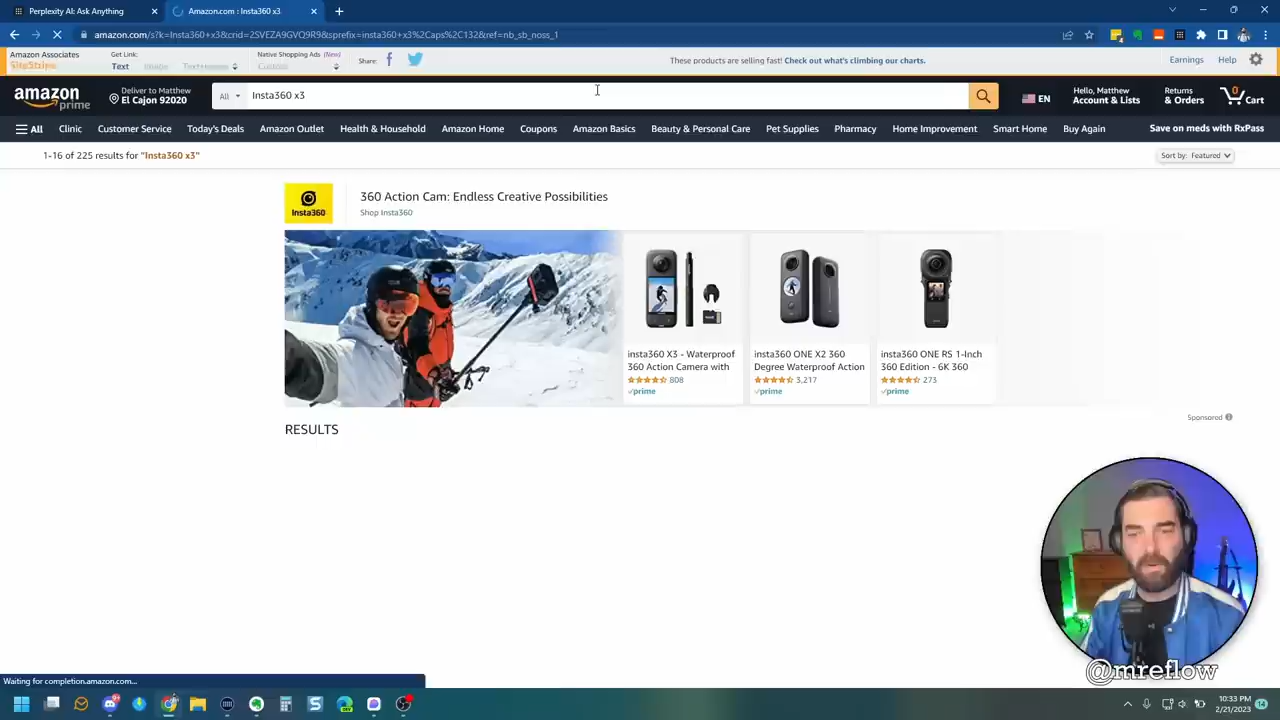 Perplexity AI: Ask Anything
Amazon.com : Insta360 x3
amazon.com/s?k=Insta360+x3&crid=2SVEZA9GVQ9R9&sprefix=insta360+x3%2Caps%2C132&ref=nb_sb_noss_1
Amazon Associates
SiteStripe
Get Link:
Text Image Text+Image
Native Shopping Ads (New)
Custom
Share:
These products are selling fast! Check out what's climbing our charts.
Earnings Help
amazon
prime
Deliver to Matthew
El Cajon 92020
All
Insta360 x3
EN
Hello, Matthew
Account & Lists
Returns
& Orders
0
Cart
All Clinic Customer Service Today's Deals Amazon Outlet Health & Household Amazon Home Coupons Amazon Basics Beauty & Personal Care Pet Supplies Pharmacy Home Improvement Smart Home Buy Again Save on meds with RxPass
1-16 of 225 results for "Insta360 x3"
Sort by: Featured
Insta360
360 Action Cam: Endless Creative Possibilities
Shop Insta360
insta360 X3 - Waterproof
360 Action Camera with
808
prime
insta360 ONE X2 360
Degree Waterproof Action
3,217
prime
insta360 ONE RS 1-Inch
360 Edition - 6K 360
273
prime
Sponsored
RESULTS
@mreflow
Waiting for completion.amazon.com...
10:33 PM
2/21/2023
14